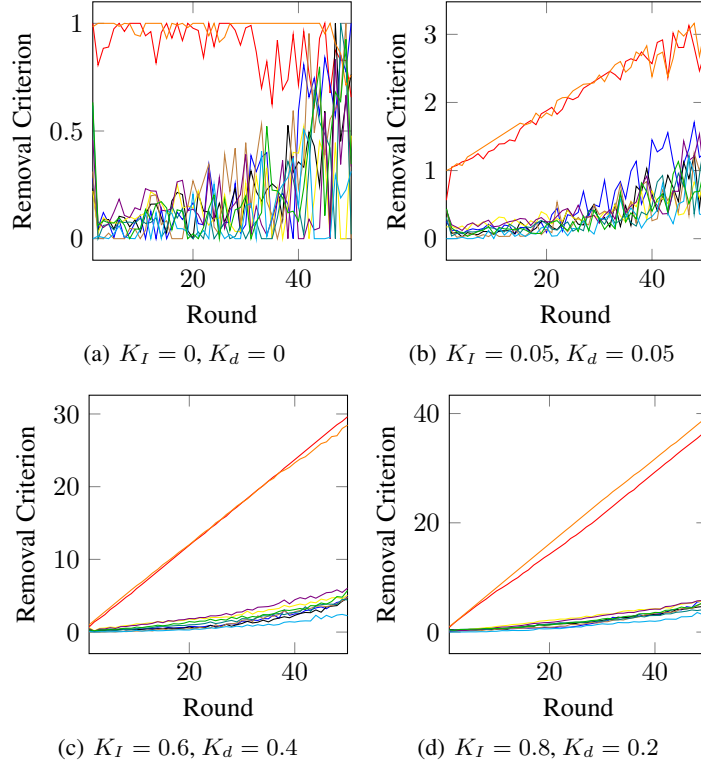 1
0.5
0
20
40
Removal Criterion
Round
(a) K_I = 0, K_d = 0
3
2
1
0
20
40
Removal Criterion
Round
(b) K_I = 0.05, K_d = 0.05
30
20
10
0
20
40
Removal Criterion
Round
(c) K_I = 0.6, K_d = 0.4
40
20
0
20
40
Removal Criterion
Round
(d) K_I = 0.8, K_d = 0.2